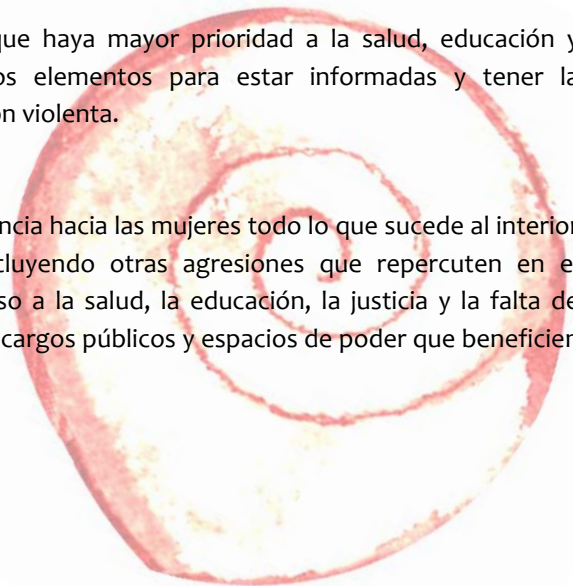 que haya mayor prioridad a la salud, educación y
os elementos para estar informadas y tener la
ón violenta.
ncia hacia las mujeres todo lo que sucede al interior
cluyendo otras agresiones que repercuten en el
so a la salud, la educación, la justicia y la falta de
cargos públicos y espacios de poder que beneficien